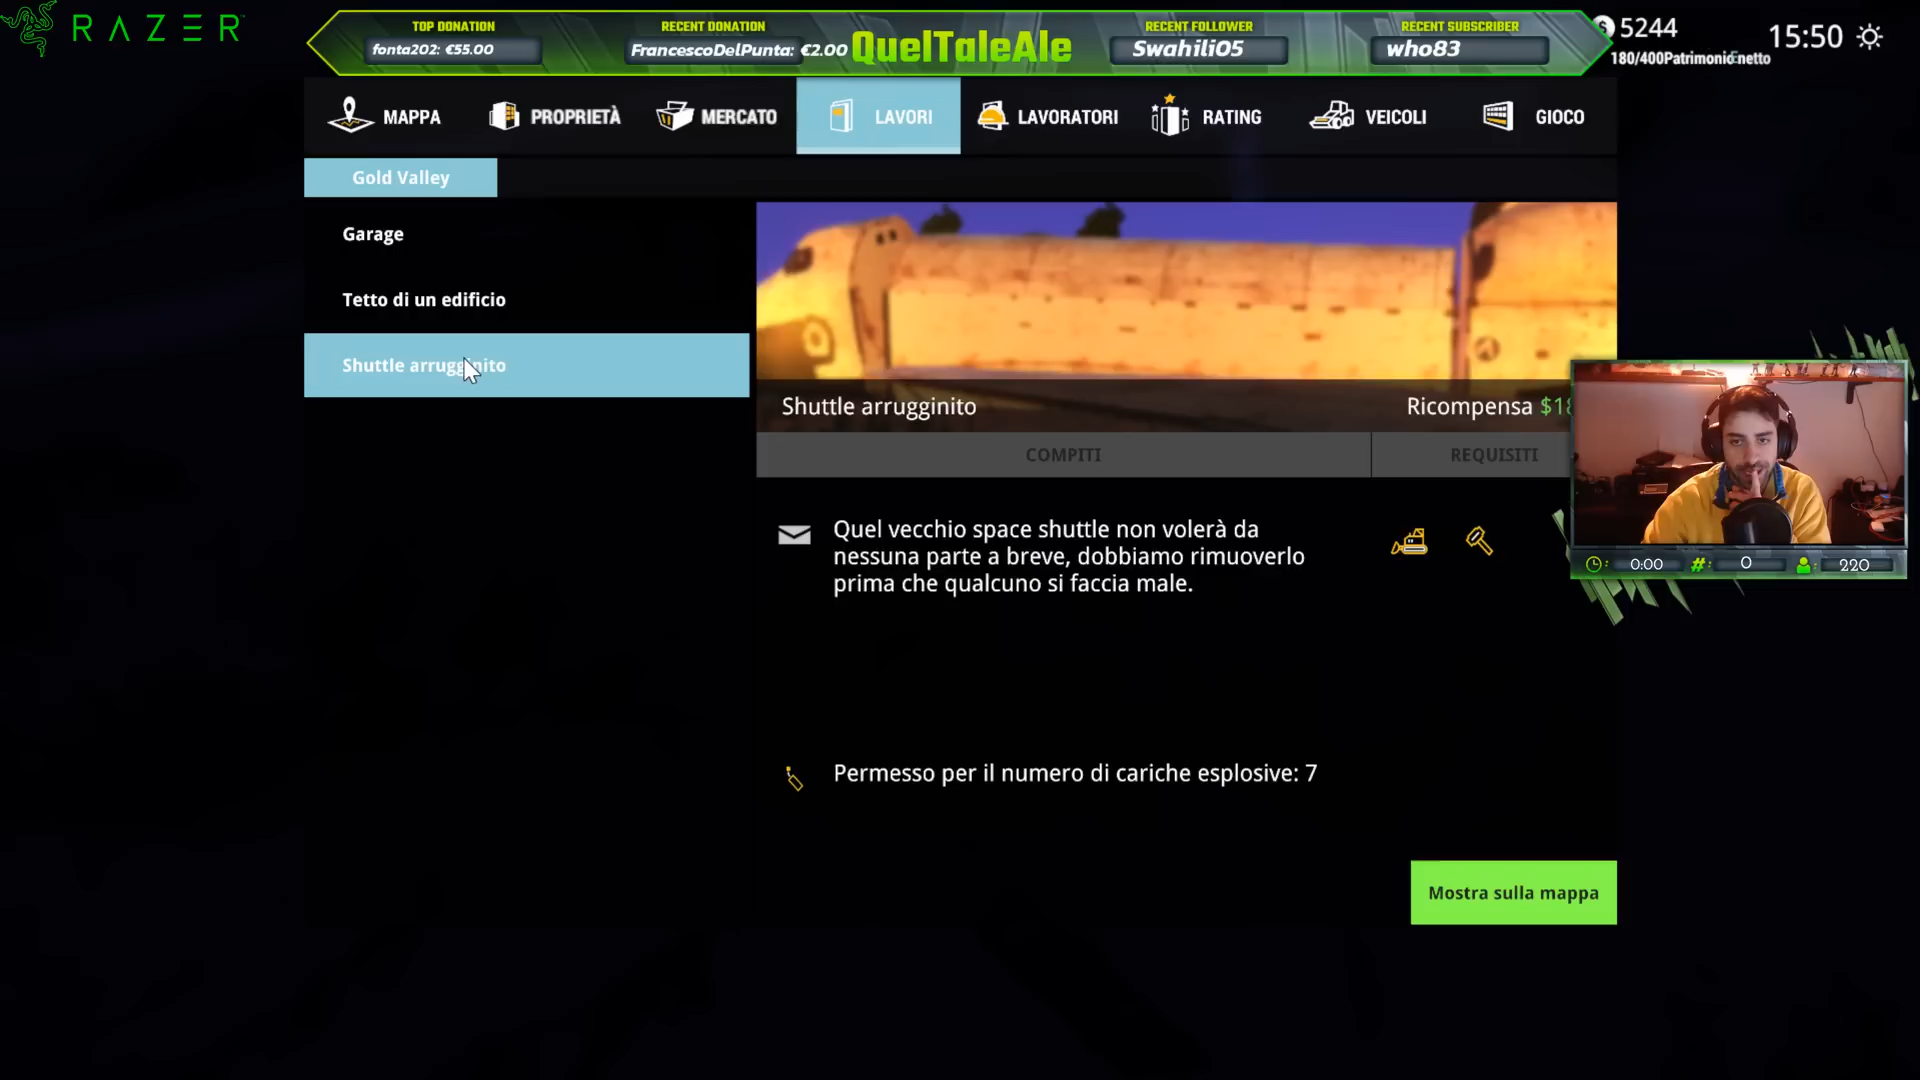 RAZER
TOP DONATION
fonta202: €55.00
RECENT DONATION
FrancescoDelPunta: €2.00
QuelTaleAle
RECENT FOLLOWER
Swahili05
RECENT SUBSCRIBER
who83
$ 5244
15:50
MAPPA
PROPRIETÀ
MERCATO
LAVORI
LAVORATORI
RATING
VEICOLI
GIOCO
Gold Valley
Garage
Tetto di un edificio
Shuttle arrugginito
Shuttle arrugginito
Ricompensa
COMPITI
REQUISITI
Quel vecchio space shuttle non volerà da
nessuna parte a breve, dobbiamo rimuoverlo
prima che qualcuno si faccia male.
Permesso per il numero di cariche esplosive: 7
Mostra sulla mappa
0:00
#: 0
220